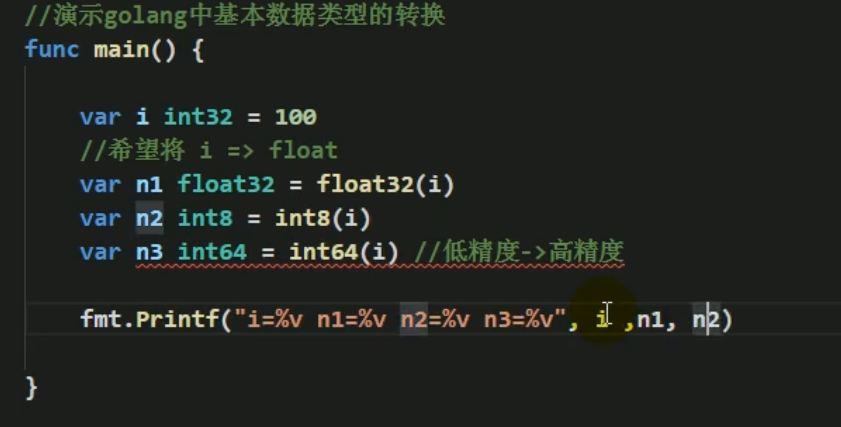 //演示golang中基本数据类型的转换
func main() {
var i int32 = 100
//希望将 i => float
var n1 float32 = float32(i)
var n2 int8 = int8(i)
var n3 int64 = int64(i) //低精度->高精度
fmt.Printf("i=%v n1=%v n2=%v n3=%v", i ,n1, n2)
}